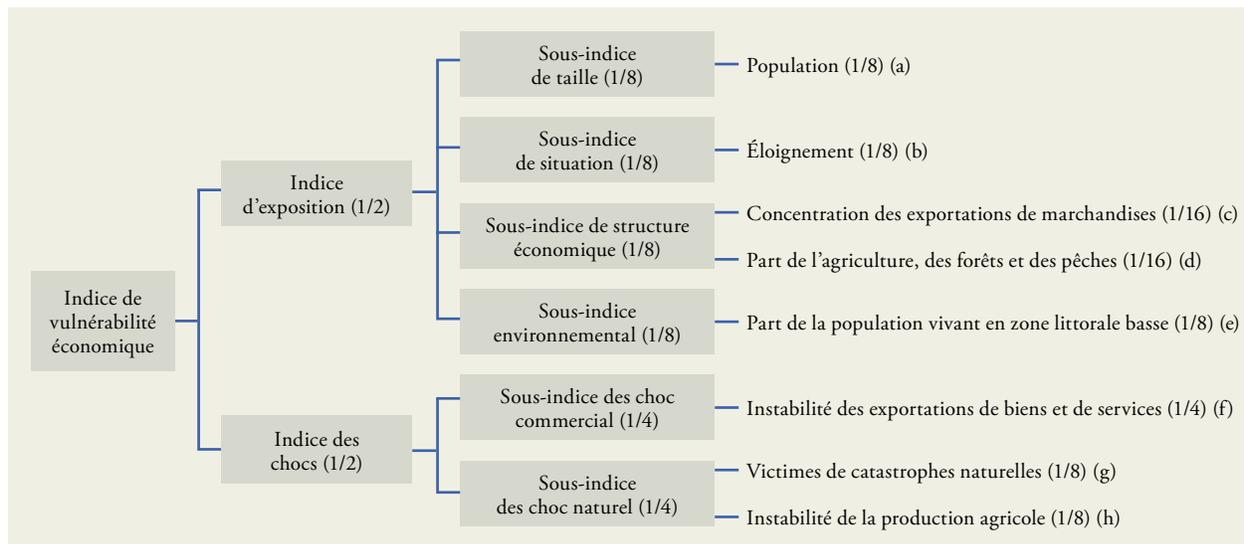 Indice de
vulnérabilité
économique
Indice
d’exposition (1/2)
Sous-indice
de taille (1/8)
Population (1/8) (a)
Sous-indice
de situation (1/8)
Éloignement (1/8) (b)
Sous-indice de structure
économique (1/8)
Concentration des exportations de marchandises (1/16) (c)
Part de l’agriculture, des forêts et des pêches (1/16) (d)
Sous-indice
environnemental (1/8)
Part de la population vivant en zone littorale basse (1/8) (e)
Indice des
chocs (1/2)
Sous-indice des choc
commercial (1/4)
Instabilité des exportations de biens et de services (1/4) (f)
Sous-indice
des choc naturel (1/4)
Victimes de catastrophes naturelles (1/8) (g)
Instabilité de la production agricole (1/8) (h)